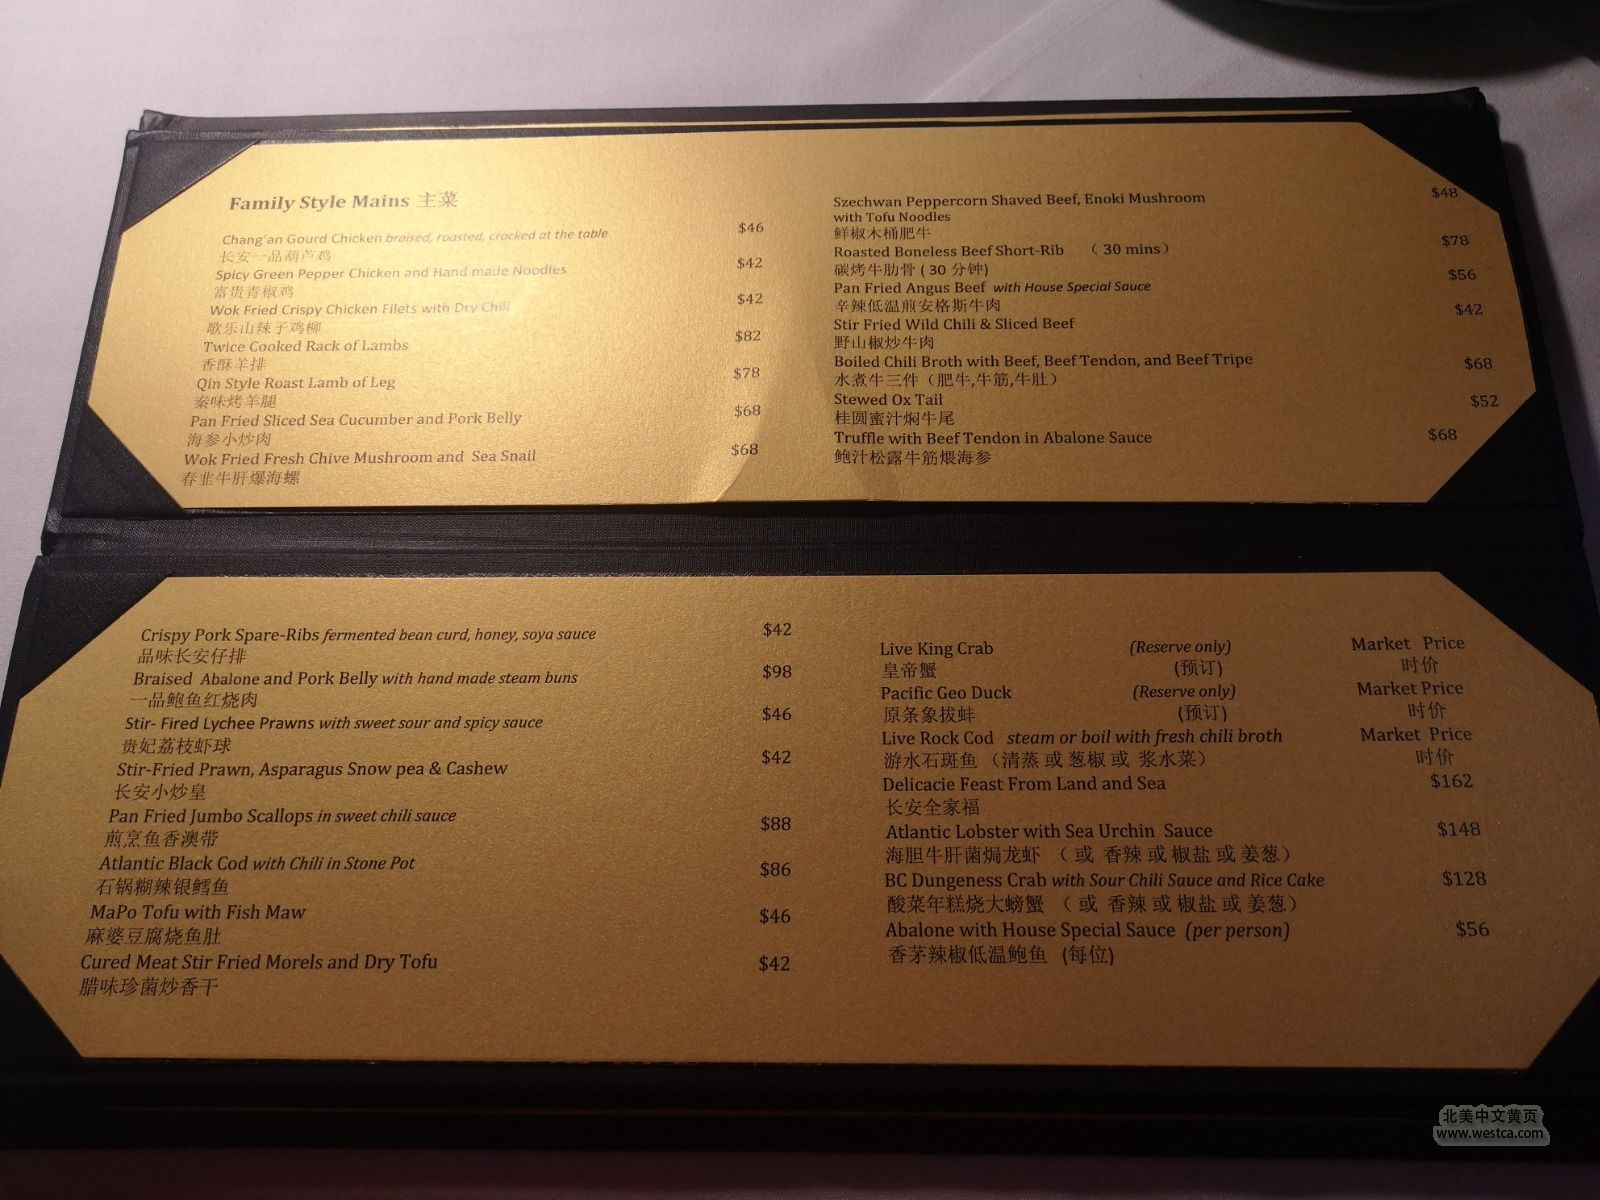 Family Style Mains 主菜
Chang'an Gourd Chicken braised, roasted, cracked at the table $46
长安一品葫芦鸡
Spicy Green Pepper Chicken and Hand made Noodles $42
富贵青椒鸡
Wok Fried Crispy Chicken Filets with Dry Chili $42
歌乐山辣子鸡柳
Twice Cooked Rack of Lambs $82
香酥羊排
Qin Style Roast Lamb of Leg $78
秦味烤羊腿
Pan Fried Sliced Sea Cucumber and Pork Belly $68
海参小炒肉
Wok Fried Fresh Chive Mushroom and Sea Snail $68
春韭牛肝爆海螺
Szechwan Peppercorn Shaved Beef, Enoki Mushroom $48
with Tofu Noodles
鲜椒木桶肥牛
Roasted Boneless Beef Short-Rib （ 30 mins） $78
碳烤牛肋骨 ( 30 分钟)
Pan Fried Angus Beef with House Special Sauce $56
辛辣低温煎安格斯牛肉
Stir Fried Wild Chili & Sliced Beef $42
野山椒炒牛肉
Boiled Chili Broth with Beef, Beef Tendon, and Beef Tripe $68
水煮牛三件（肥牛,牛筋,牛肚）
Stewed Ox Tail $52
桂圆蜜汁焖牛尾
Truffle with Beef Tendon in Abalone Sauce $68
鲍汁松露牛筋煨海参
Crispy Pork Spare-Ribs fermented bean curd, honey, soya sauce $42
品味长安仔排
Braised Abalone and Pork Belly with hand made steam buns $98
一品鲍鱼红烧肉
Stir- Fired Lychee Prawns with sweet sour and spicy sauce $46
贵妃荔枝虾球
Stir-Fried Prawn, Asparagus Snow pea & Cashew $42
长安小炒皇
Pan Fried Jumbo Scallops in sweet chili sauce $88
煎烹鱼香澳带
Atlantic Black Cod with Chili in Stone Pot $86
石锅糊辣银鳕鱼
MaPo Tofu with Fish Maw $46
麻婆豆腐烧鱼肚
Cured Meat Stir Fried Morels and Dry Tofu $42
腊味珍菌炒香干
Live King Crab (Reserve only) Market Price
皇帝蟹 (预订) 时价
Pacific Geo Duck (Reserve only) Market Price
原条象拔蚌 (预订) 时价
Live Rock Cod steam or boil with fresh chili broth Market Price
游水石斑鱼 （清蒸 或 葱椒 或 浆水菜） 时价
Delicacie Feast From Land and Sea $162
长安全家福
Atlantic Lobster with Sea Urchin Sauce $148
海胆牛肝菌焗龙虾 （ 或 香辣 或 椒盐 或 姜葱）
BC Dungeness Crab with Sour Chili Sauce and Rice Cake $128
酸菜年糕烧大螃蟹 （ 或 香辣 或 椒盐 或 姜葱）
Abalone with House Special Sauce (per person) $56
香茅辣椒低温鲍鱼 (每位)
北美中文黄页
www.westca.com